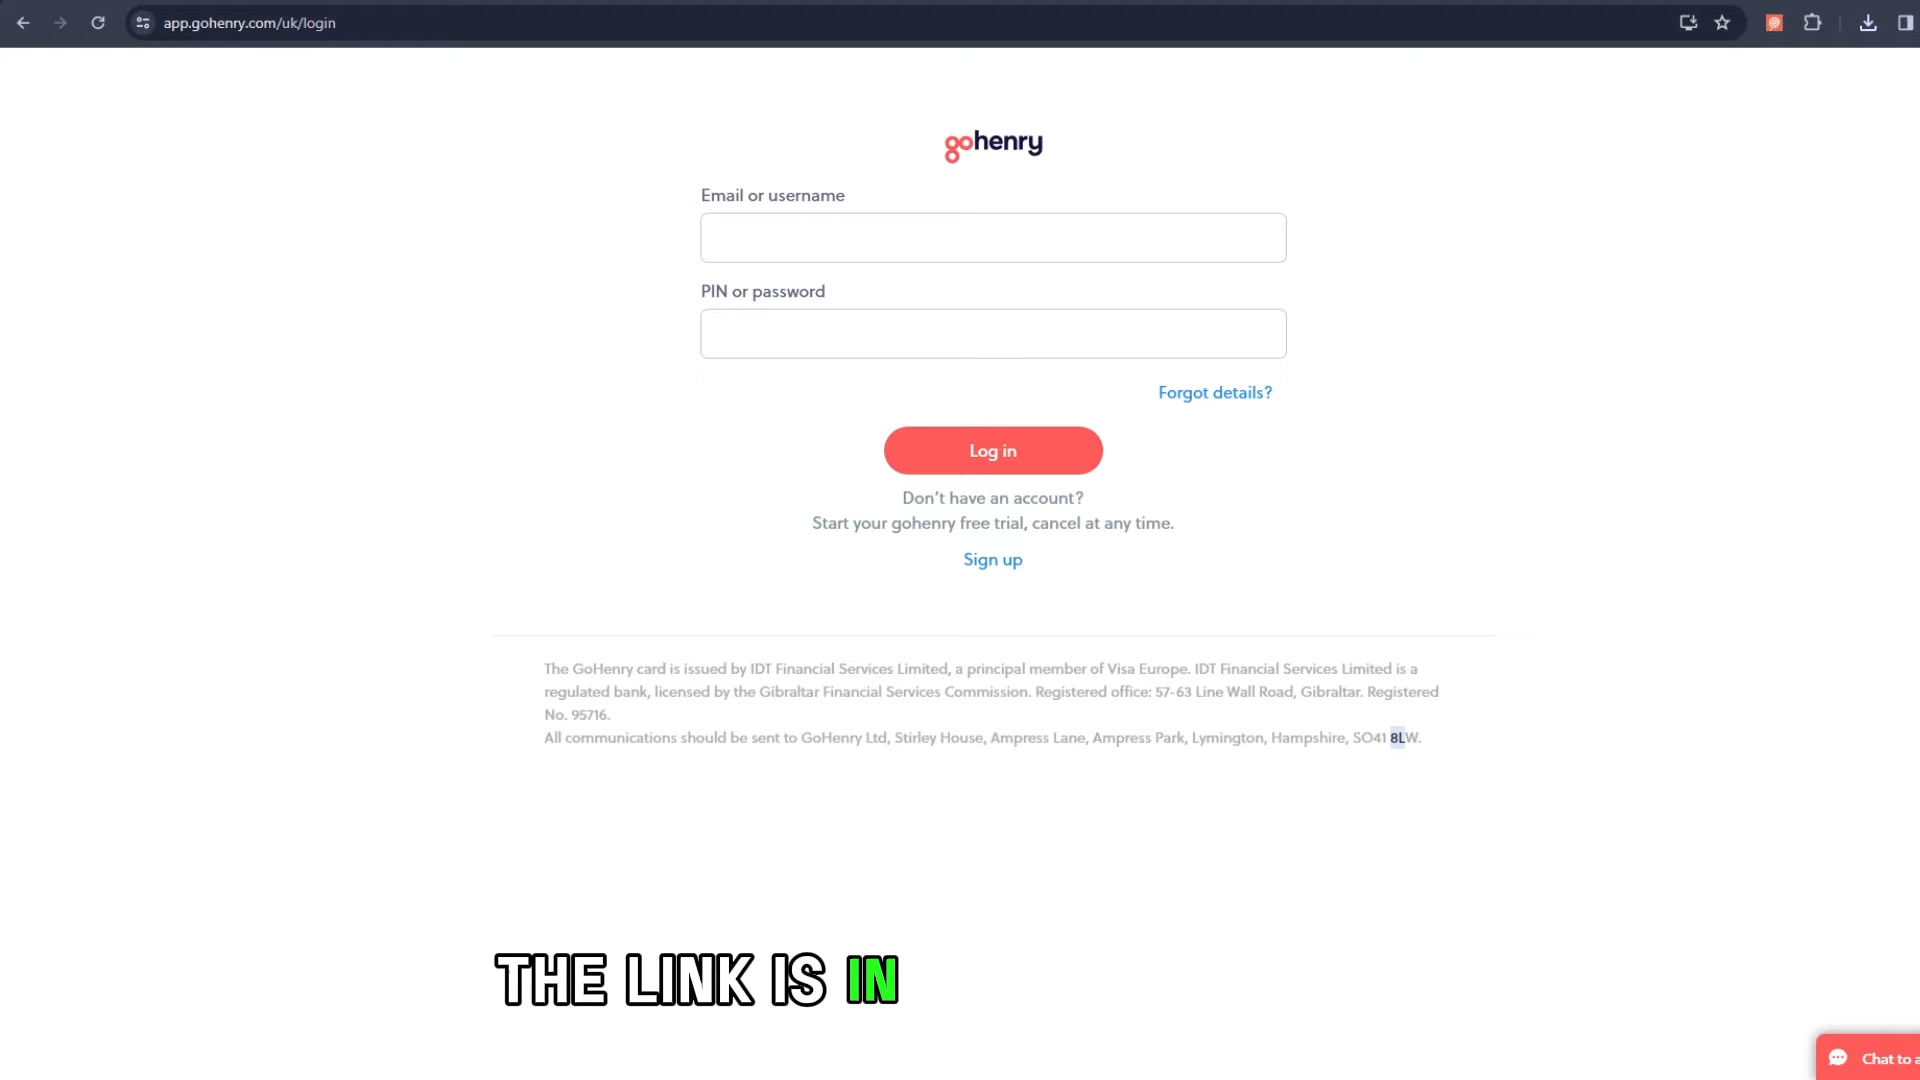 app.gohenry.com/uk/login
gohenry
Email or username
PIN or password
Forgot details?
Log in
Don't have an account?
Start your gohenry free trial, cancel at any time.
Sign up
The GoHenry card is issued by IDT Financial Services Limited, a principal member of Visa Europe. IDT Financial Services Limited is a
regulated bank, licensed by the Gibraltar Financial Services Commission. Registered office: 57-63 Line Wall Road, Gibraltar. Registered
No. 95716.
All communications should be sent to GoHenry Ltd, Stirley House, Ampress Lane, Ampress Park, Lymington, Hampshire, SO41 8LW.
THE LINK IS IN
Chat to a